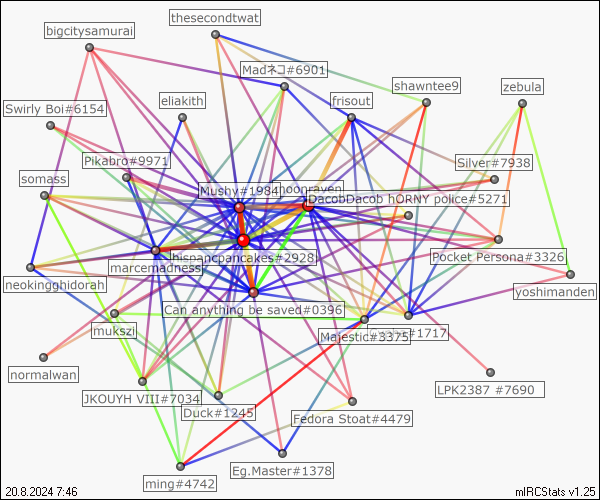 thesecondtwat
bigcitysamurai
Madネコ#6901
shawntee9
zebula
eliakith
frisout
Swirly Boi#6154
Pikabro#9971
Silver#7938
somass
Mushy#1984
moonraven
DacobDacob hORNY police#5271
hispancpancakes#2928
Pocket Persona#3326
marcemadness
neokingghidorah
yoshimanden
Can anything be saved#0396
mukszi
Majestic#3375
#1717
normalwan
LPK2387 #7690
JKOUYH VIII#7034
Duck#1245
Fedora Stoat#4479
Eg.Master#1378
ming#4742
20.8.2024 7:46
mIRCStats v1.25